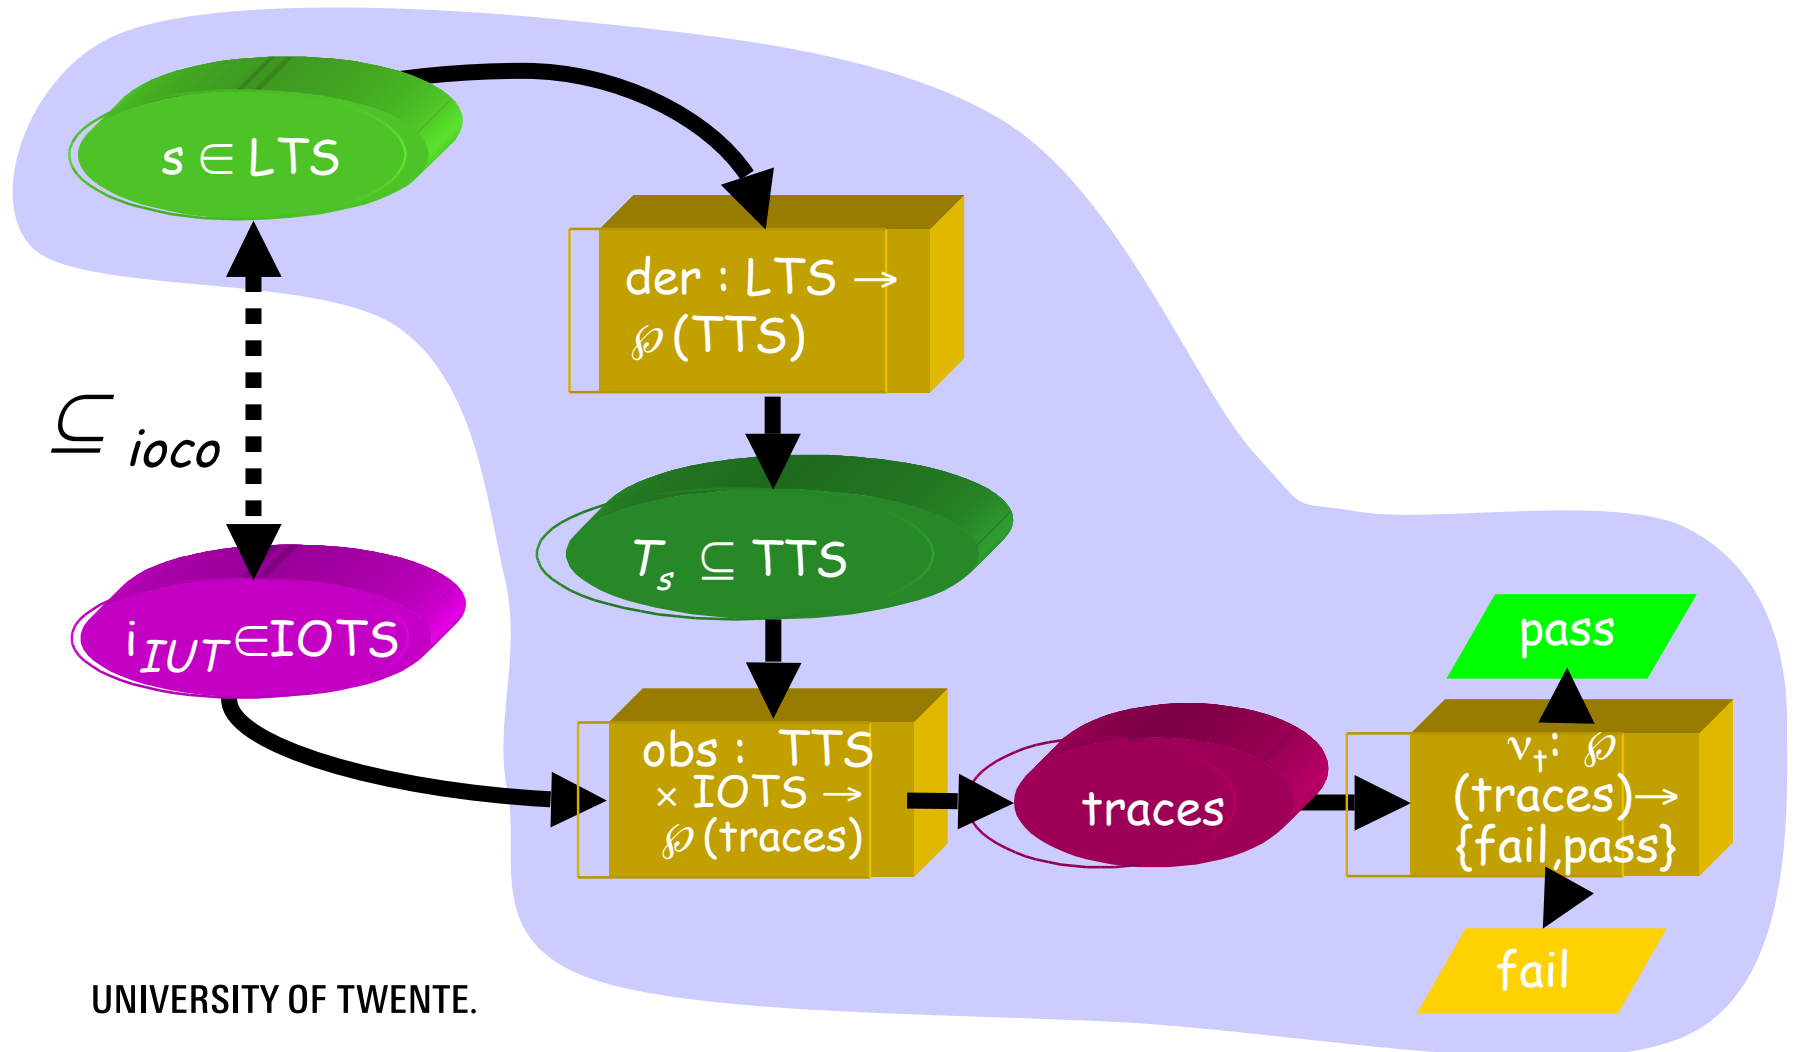 s ∈ LTS
der : LTS →
℘(TTS)
⊆ ioco
T_s ⊆ TTS
i_IUT ∈IOTS
pass
obs : TTS
× IOTS →
℘(traces)
traces
ν_t: ℘
(traces)→
{fail,pass}
fail
UNIVERSITY OF TWENTE.